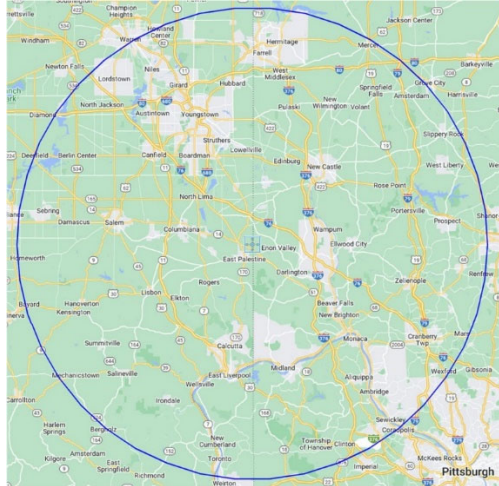 Champion
Heights
Jackson Center
Windham
Howland
Center
Warren
Hermitage
Farrell
Mercer
Barkeyville
Newton Falls
Niles
West
Middlesex
Lordstown
Girard
Hubbard
Springfield
Falls
Grove City
Harrisville
North Jackson
Amsterdam
Diamond
Austintown
Youngstown
Pulaski
New
Wilmington
Volant
Struthers
Slippery Rock
Deerfield
Berlin Center
Canfield
Boardman
Lowellville
Edinburg
New Castle
West Liberty
North Lima
Rose Point
Sebring
Damascus
Salem
Columbiana
Portersville
Prospect
Wampum
Ellwood City
Enon Valley
Homeworth
East Palestine
Darlington
Renfrew
Rogers
Zelienople
Bayard
Hanoverton
Kensington
Lisbon
Elkton
Beaver Falls
New Brighton
Cranberry
Twp
Summitville
Calcutta
Monaca
Midland
Mechanicstown
Salineville
East Liverpool
Wellsville
Aliquippa
Wexford
Gibsonia
Ambridge
Carrollton
Irondale
Sewickley
Coraopolis
Harlem
Springs
Bergholz
New
Cumberland
Township
of Hanover
Clinton
McKees Rocks
Kilgore
Amsterdam
East
Springfield
Richmond
Toronto
Imperial
Pittsburgh
Weirton